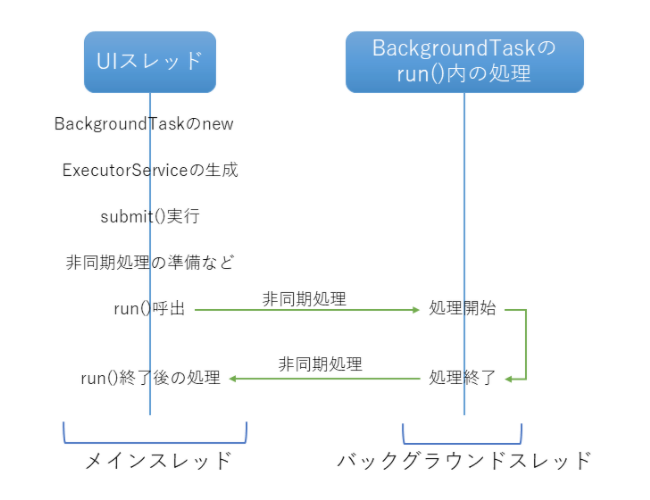 UIスレッド
BackgroundTaskの
run()内の処理
BackgroundTaskのnew
ExecutorServiceの生成
submit()実行
非同期処理の準備など
run()呼出
非同期処理
処理開始
run()終了後の処理
非同期処理
処理終了
メインスレッド
バックグラウンドスレッド